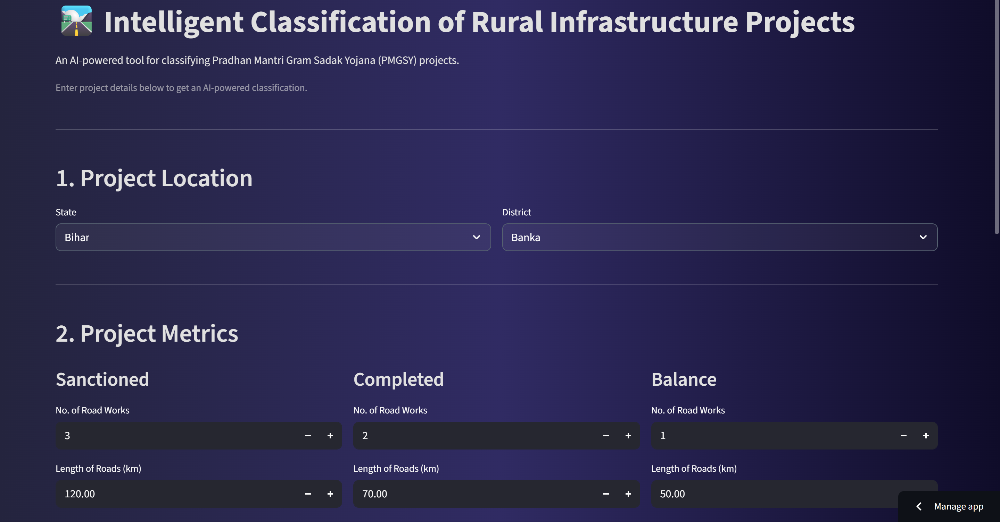 Intelligent Classification of Rural Infrastructure Projects
An AI-powered tool for classifying Pradhan Mantri Gram Sadak Yojana (PMGSY) projects.
Enter project details below to get an AI-powered classification.
1. Project Location
State
District
Bihar
Banka
2. Project Metrics
Sanctioned
Completed
Balance
No. of Road Works
No. of Road Works
No. of Road Works
3
2
1
Length of Roads (km)
Length of Roads (km)
Length of Roads (km)
120.00
70.00
50.00
Manage app